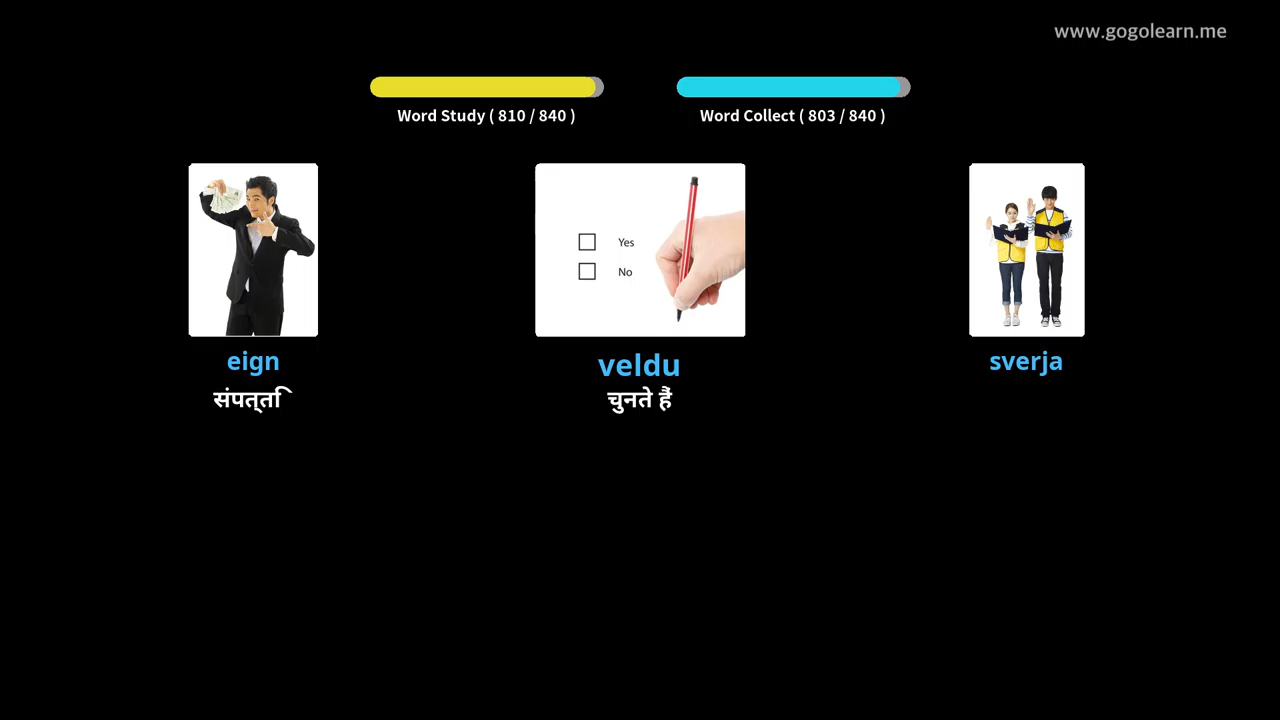 www.gogolearn.me
Word Study ( 810 / 840 )
Word Collect ( 803 / 840 )
Yes
No
eign
veldu
sverja
संपत्ति
चुनते हैं